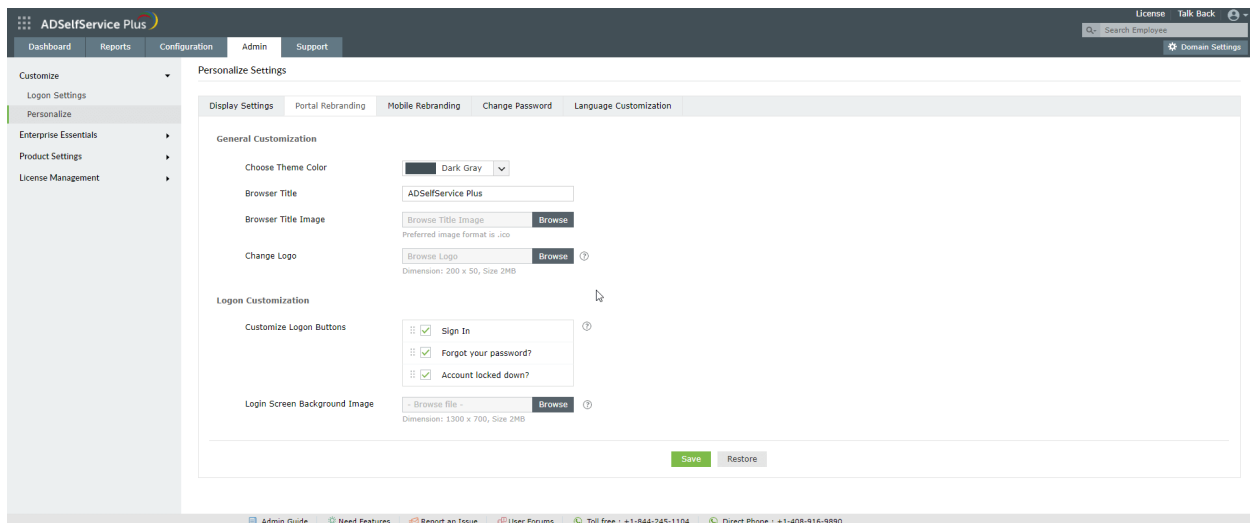 License Talk Back
ADSelfService Plus
Search Employee
Dashboard Reports Configuration Admin Support
Domain Settings
Customize
Logon Settings
Personalize
Enterprise Essentials
Product Settings
License Management
Personalize Settings
Display Settings Portal Rebranding Mobile Rebranding Change Password Language Customization
General Customization
Choose Theme Color Dark Gray
Browser Title ADSelfService Plus
Browser Title Image Browse Title Image Browse
Preferred image format is .ico
Change Logo Browse Logo Browse ?
Dimension: 200 x 50, Size 2MB
Logon Customization
Customize Logon Buttons Sign In ?
Forgot your password?
Account locked down?
Login Screen Background Image - Browse file - Browse ?
Dimension: 1300 x 700, Size 2MB
Save Restore
Admin Guide Need Features Report an Issue User Forums Toll free : +1-844-245-1104 Direct Phone : +1-408-916-9890